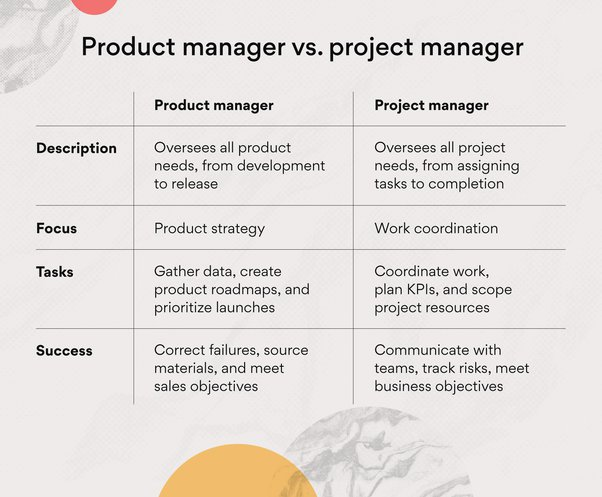 Product manager vs. project manager
Product manager
Project manager
Description
Oversees all product
needs, from development
to release
Oversees all project
needs, from assigning
tasks to completion
Focus
Product strategy
Work coordination
Tasks
Gather data, create
product roadmaps, and
prioritize launches
Coordinate work,
plan KPIs, and scope
project resources
Success
Correct failures, source
materials, and meet
sales objectives
Communicate with
teams, track risks, meet
business objectives